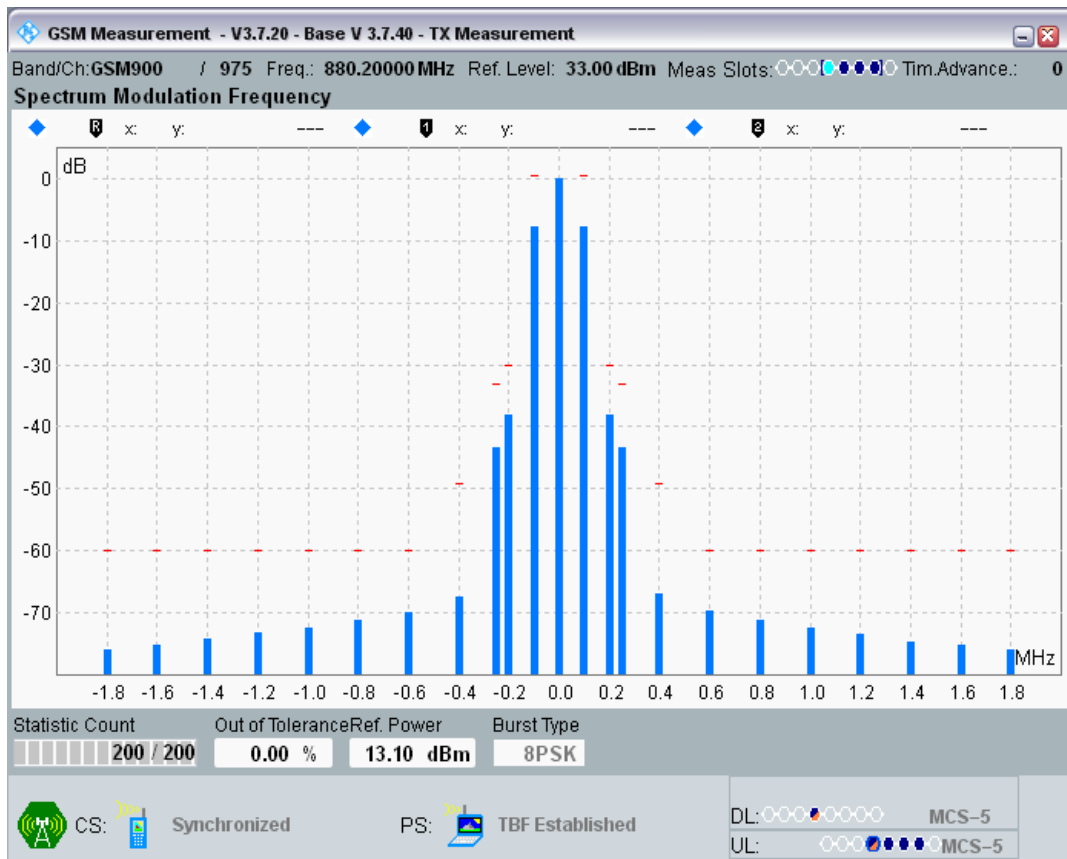 GSM Measurement - V3.7.20 - Base V 3.7.40 - TX Measurement
Band/Ch:GSM900 / 975 Freq.: 880.20000 MHz Ref. Level: 33.00 dBm Meas Slots: Tim.Advance.: 0
Spectrum Modulation Frequency
R x: y: --- 1 x: y: --- 2 x: y: ---
dB
0
-10
-20
-30
-40
-50
-60
-70
MHz
-1.8 -1.6 -1.4 -1.2 -1.0 -0.8 -0.6 -0.4 -0.2 0.0 0.2 0.4 0.6 0.8 1.0 1.2 1.4 1.6 1.8
Statistic Count Out of Tolerance Ref. Power Burst Type
200 / 200 0.00 % 13.10 dBm 8PSK
CS: Synchronized PS: TBF Established
DL: MCS-5
UL: MCS-5